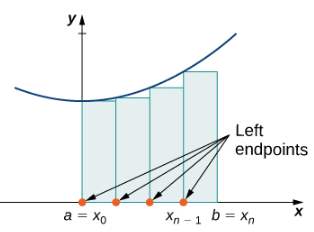 y
Left
endpoints
x
a = x₀
xₙ ₋ ₁
b = xₙ